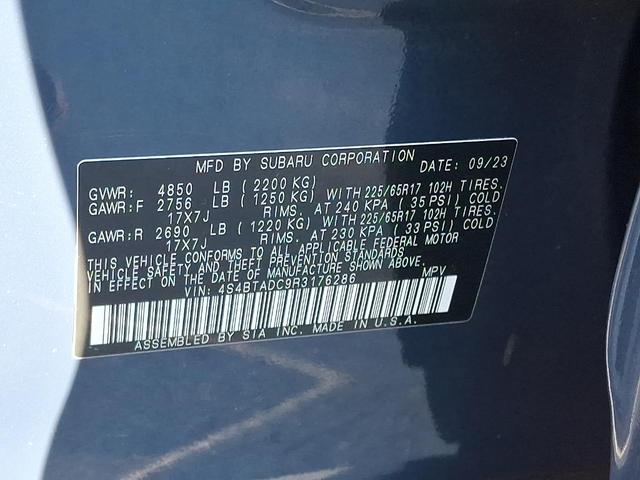 MFD BY SUBARU CORPORATION DATE: 09/23
GVWR: 4850 LB (2200 KG)
GAWR:F 2756 LB (1250 KG) WITH 225/65R17 102H TIRES.
17X7J RIMS. AT 240 KPA (35 PSI) COLD
GAWR:R 2690 LB (1220 KG) WITH 225/65R17 102H TIRES.
17X7J RIMS. AT 230 KPA (33 PSI) COLD
THIS VEHICLE CONFORMS TO ALL APPLICABLE FEDERAL MOTOR
VEHICLE SAFETY AND THEFT PREVENTION STANDARDS
IN EFFECT ON THE DATE OF MANUFACTURE SHOWN ABOVE.
VIN: 4S4BTADC9R3176286 MPV
ASSEMBLED BY SIA INC. MADE IN U.S.A.